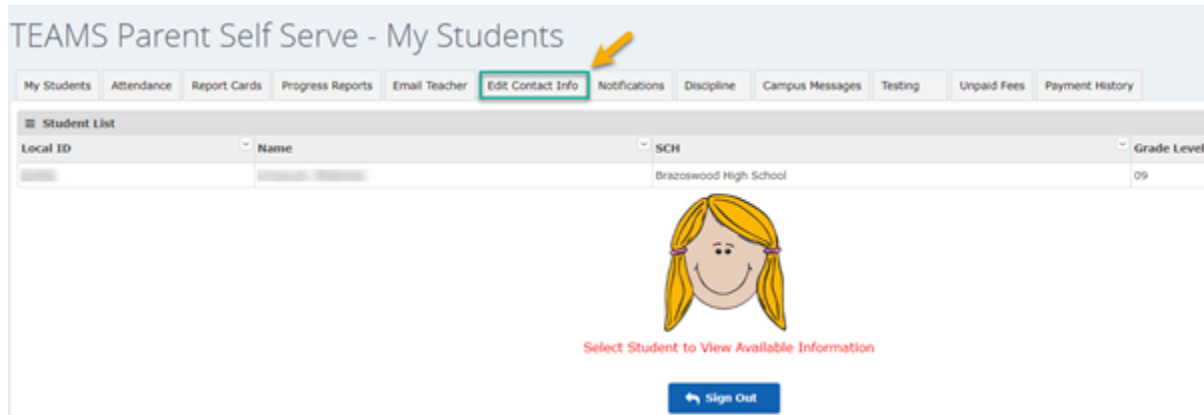 TEAMS Parent Self Serve - My Students
My Students Attendance Report Cards Progress Reports Email Teacher Edit Contact Info Notifications Discipline Campus Messages Testing Unpaid Fees Payment History
Student List
Local ID Name SCH Grade Level
Brazoswood High School 09
Select Student to View Available Information
Sign Out